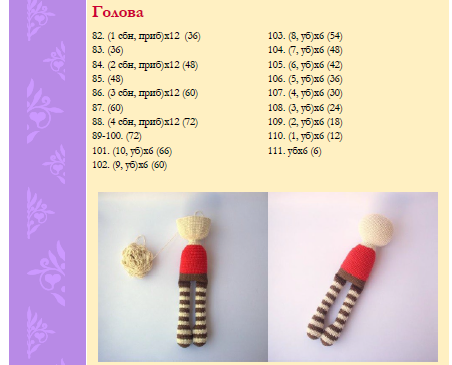 Голова
82. (1 сбн, приб)х12 (36)
83. (36)
84. (2 сбн, приб)х12 (48)
85. (48)
86. (3 сбн, приб)х12 (60)
87. (60)
88. (4 сбн, приб)х12 (72)
89-100. (72)
101. (10, уб)х6 (66)
102. (9, уб)х6 (60)
103. (8, уб)х6 (54)
104. (7, уб)х6 (48)
105. (6, уб)х6 (42)
106. (5, уб)х6 (36)
107. (4, уб)х6 (30)
108. (3, уб)х6 (24)
109. (2, уб)х6 (18)
110. (1, уб)х6 (12)
111. убх6 (6)